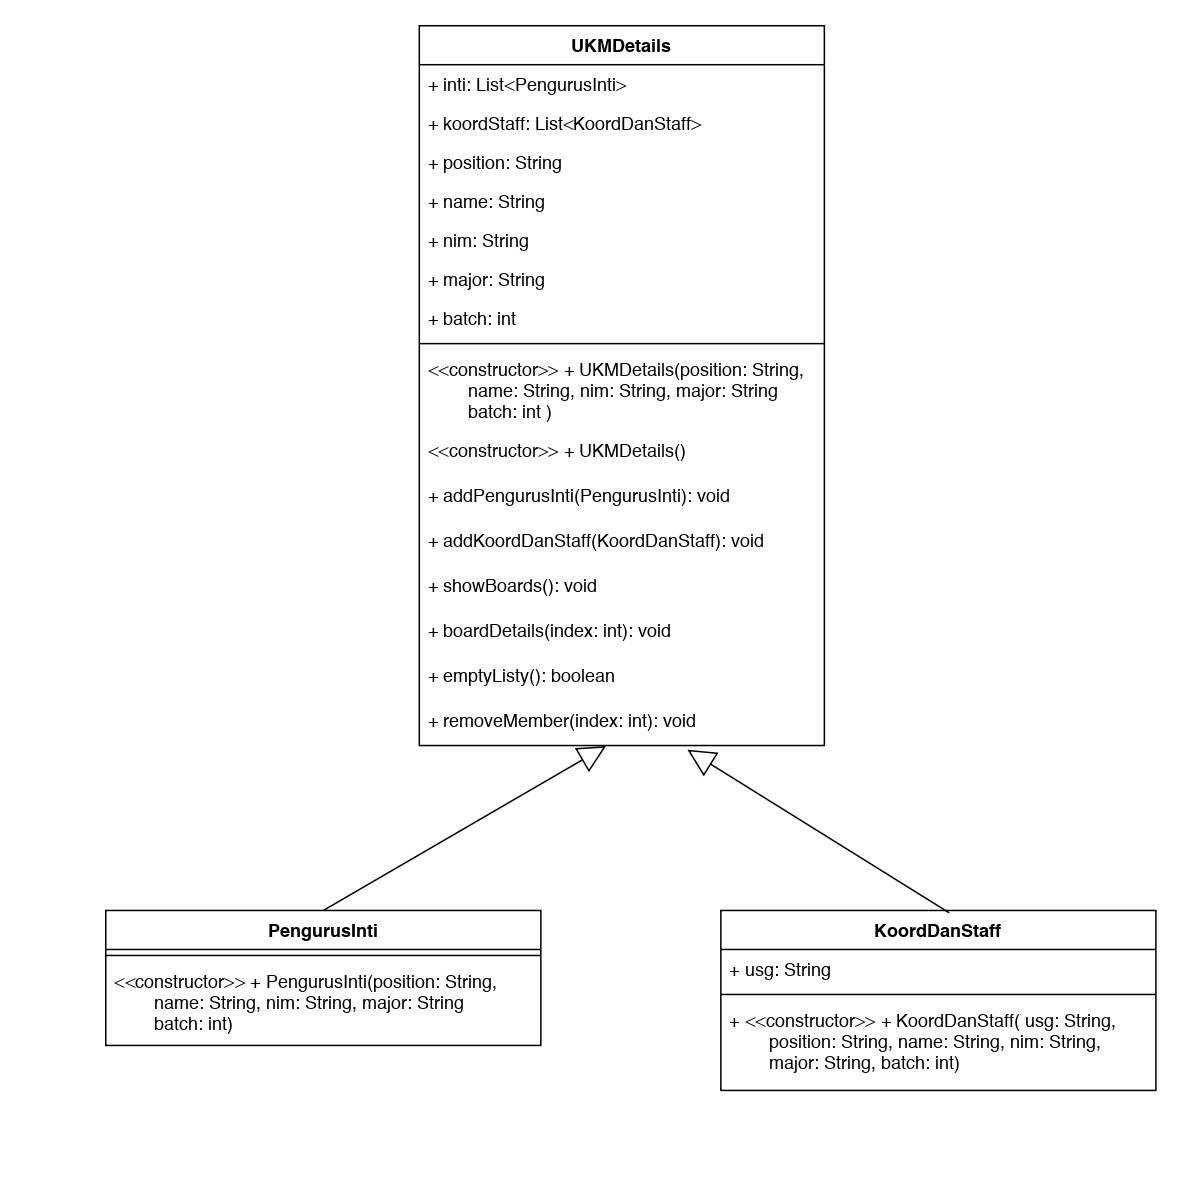 UKMDetails
+ inti: List<PengurusInti>
+ koordStaff: List<KoordDanStaff>
+ position: String
+ name: String
+ nim: String
+ major: String
+ batch: int
<<constructor>> + UKMDetails(position: String,
name: String, nim: String, major: String
batch: int )
<<constructor>> + UKMDetails()
+ addPengurusInti(PengurusInti): void
+ addKoordDanStaff(KoordDanStaff): void
+ showBoards(): void
+ boardDetails(index: int): void
+ emptyListy(): boolean
+ removeMember(index: int): void
PengurusInti
<<constructor>> + PengurusInti(position: String,
name: String, nim: String, major: String
batch: int)
KoordDanStaff
+ usg: String
+ <<constructor>> + KoordDanStaff( usg: String,
position: String, name: String, nim: String,
major: String, batch: int)